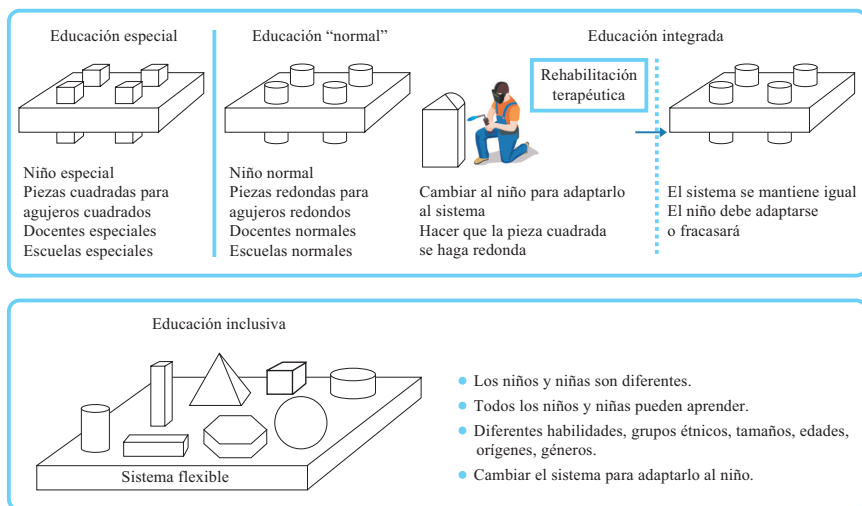 Educación especial
Niño especial
Piezas cuadradas para
agujeros cuadrados
Docentes especiales
Escuelas especiales
Educación “normal”
Niño normal
Piezas redondas para
agujeros redondos
Docentes normales
Escuelas normales
Educación integrada
Rehabilitación
terapéutica
Cambiar al niño para adaptarlo
al sistema
Hacer que la pieza cuadrada
se haga redonda
El sistema se mantiene igual
El niño debe adaptarse
o fracasará
Educación inclusiva
Sistema flexible
Los niños y niñas son diferentes.
Todos los niños y niñas pueden aprender.
Diferentes habilidades, grupos étnicos, tamaños, edades,
orígenes, géneros.
Cambiar el sistema para adaptarlo al niño.